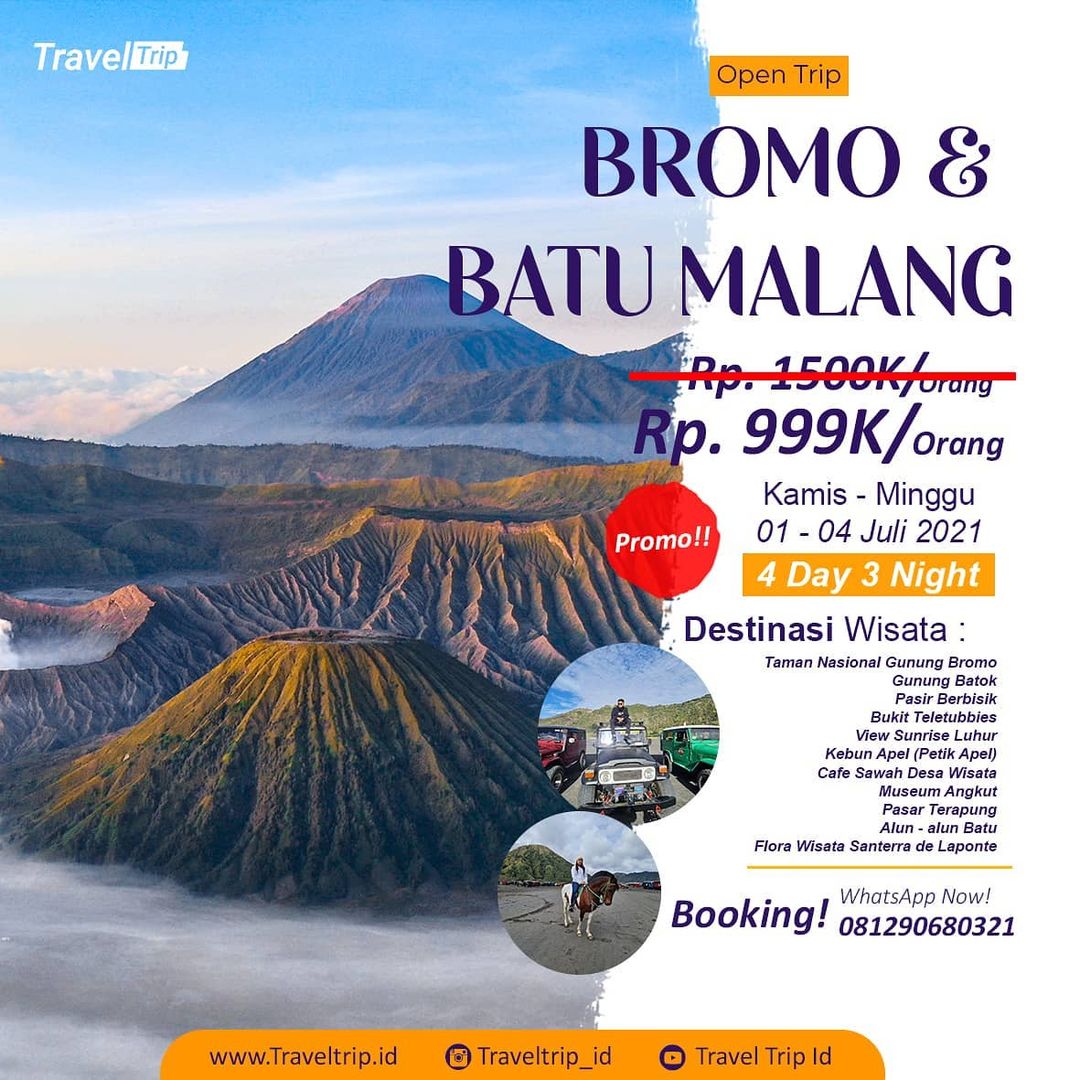 Travel Trip
Open Trip
BROMO &
BATU MALANG
Rp. 1500K/Orang
Rp. 999K/Orang
Promo!!
Kamis - Minggu
01 - 04 Juli 2021
4 Day 3 Night
Destinasi Wisata :
Taman Nasional Gunung Bromo
Gunung Batok
Pasir Berbisik
Bukit Teletubbies
View Sunrise Luhur
Kebun Apel (Petik Apel)
Cafe Sawah Desa Wisata
Museum Angkut
Pasar Terapung
Alun - alun Batu
Flora Wisata Santerra de Laponte
Booking!
WhatsApp Now!
081290680321
www.Traveltrip.id
Traveltrip_id
Travel Trip Id